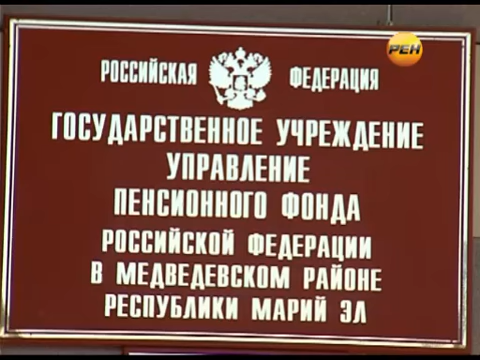 РЕН
РОССИЙСКАЯ ФЕДЕРАЦИЯ
ГОСУДАРСТВЕННОЕ УЧРЕЖДЕНИЕ
УПРАВЛЕНИЕ
ПЕНСИОННОГО ФОНДА
РОССИЙСКОЙ ФЕДЕРАЦИИ
В МЕДВЕДЕВСКОМ РАЙОНЕ
РЕСПУБЛИКИ МАРИЙ ЭЛ